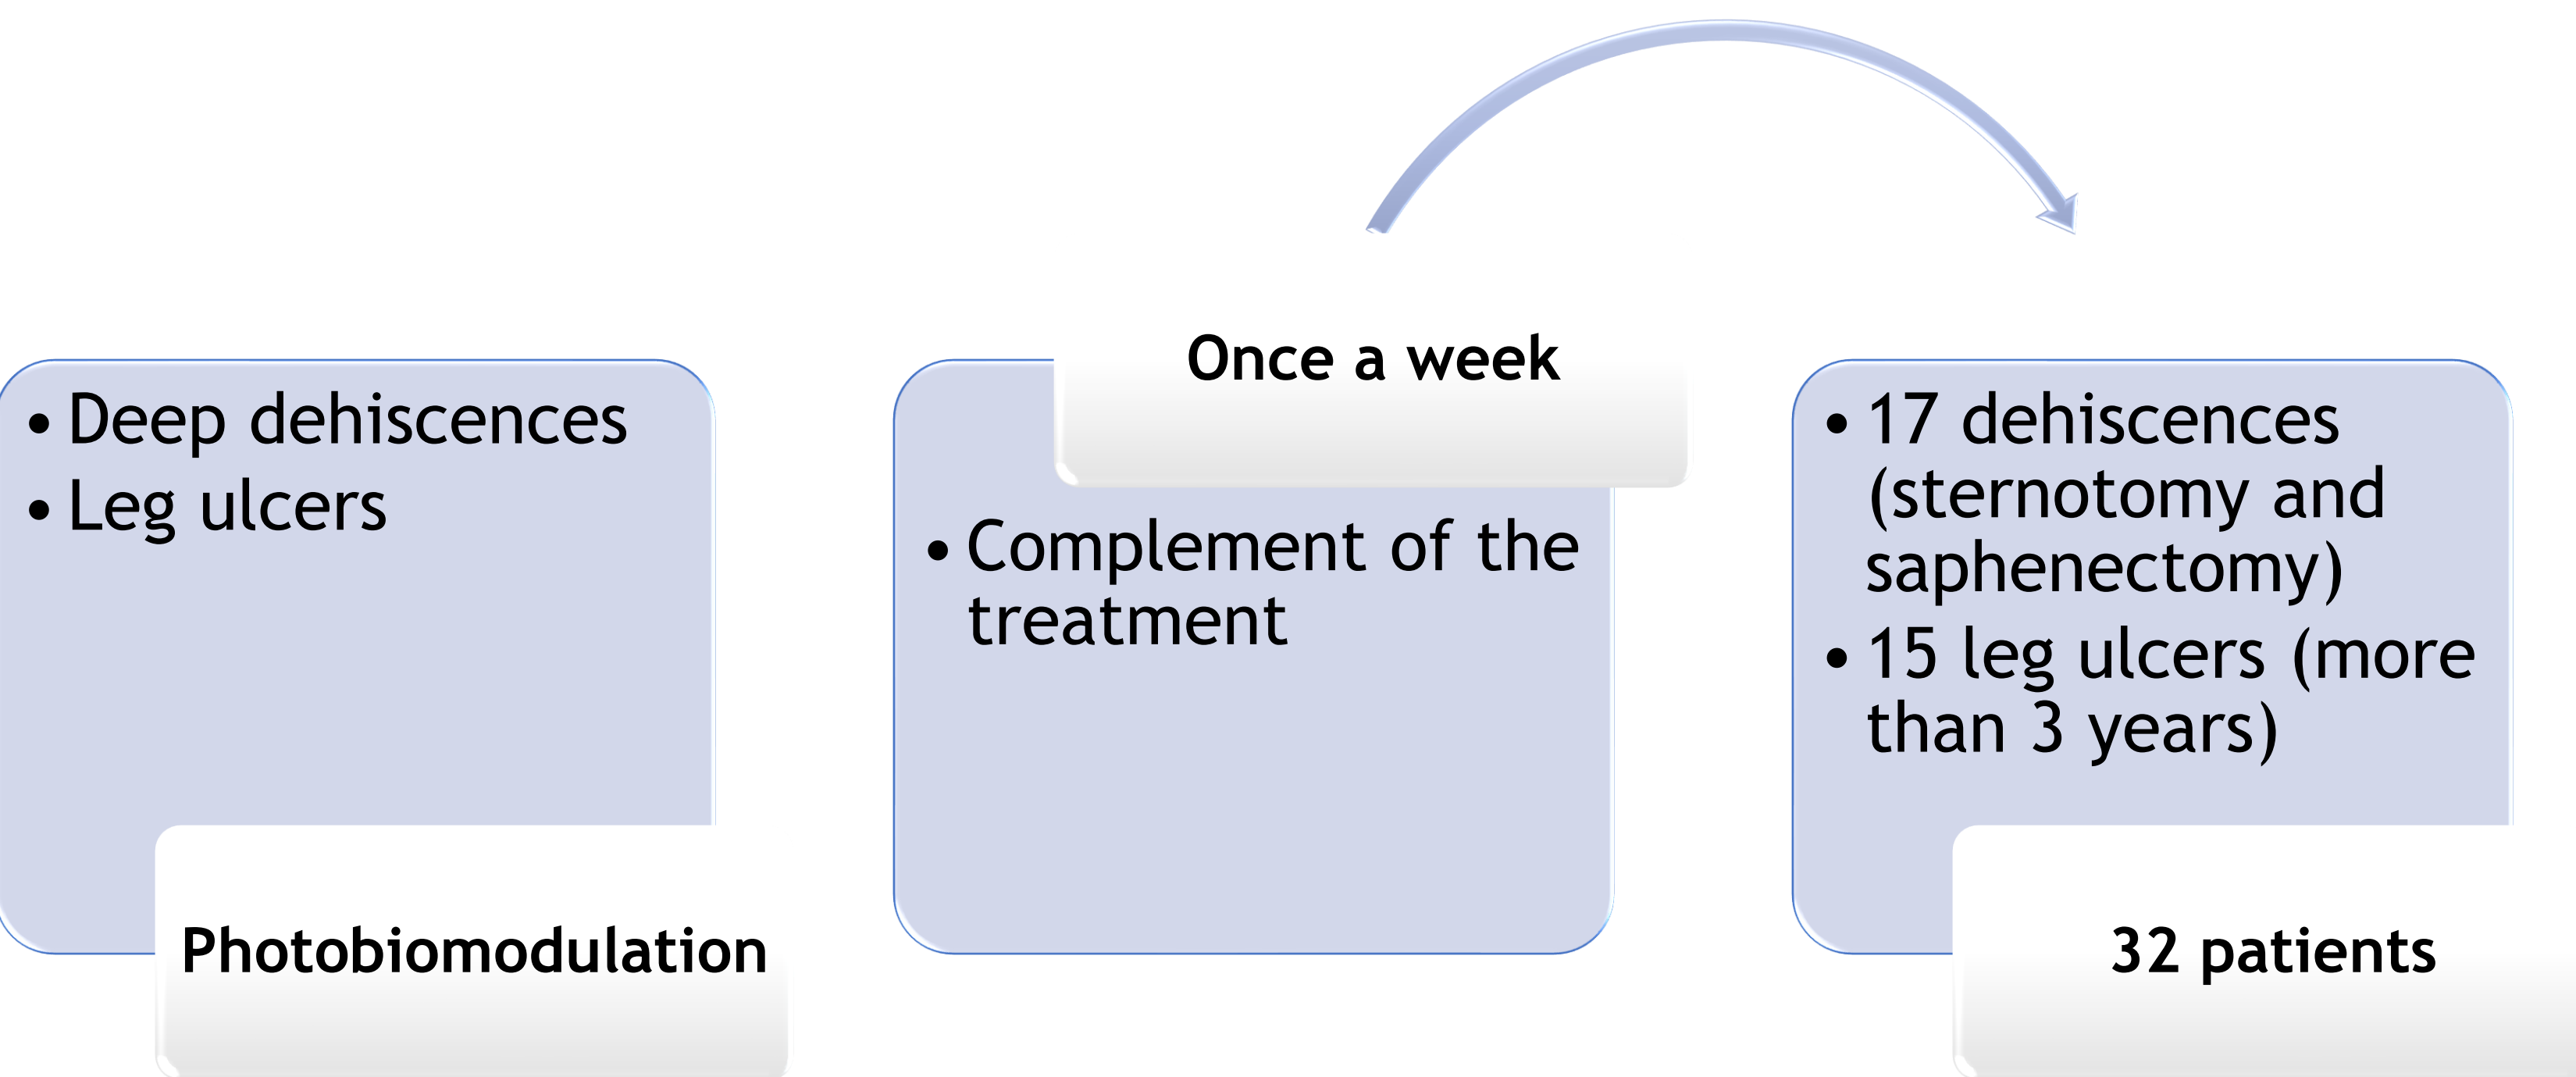 • Deep dehiscences
• Leg ulcers
Photobiomodulation
Once a week
• Complement of the
treatment
• 17 dehiscences
(sternotomy and
saphenectomy)
• 15 leg ulcers (more
than 3 years)
32 patients